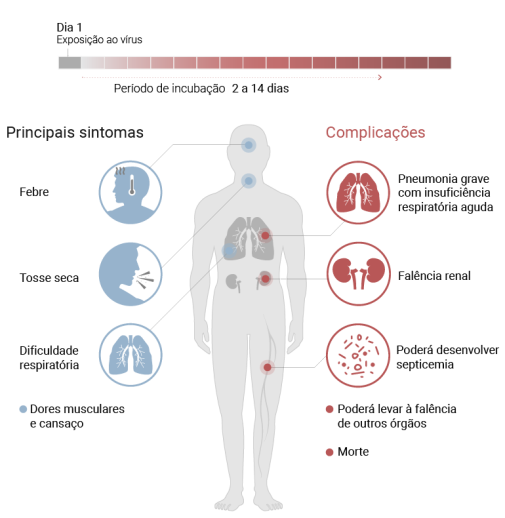 Dia 1
Exposição ao vírus
Período de incubação 2 a 14 dias
Principais sintomas
Febre
Tosse seca
Dificuldade
respiratória
Dores musculares
e cansaço
Complicações
Pneumonia grave
com insuficiência
respiratória aguda
Falência renal
Poderá desenvolver
septicemia
Poderá levar à falência
de outros órgãos
Morte